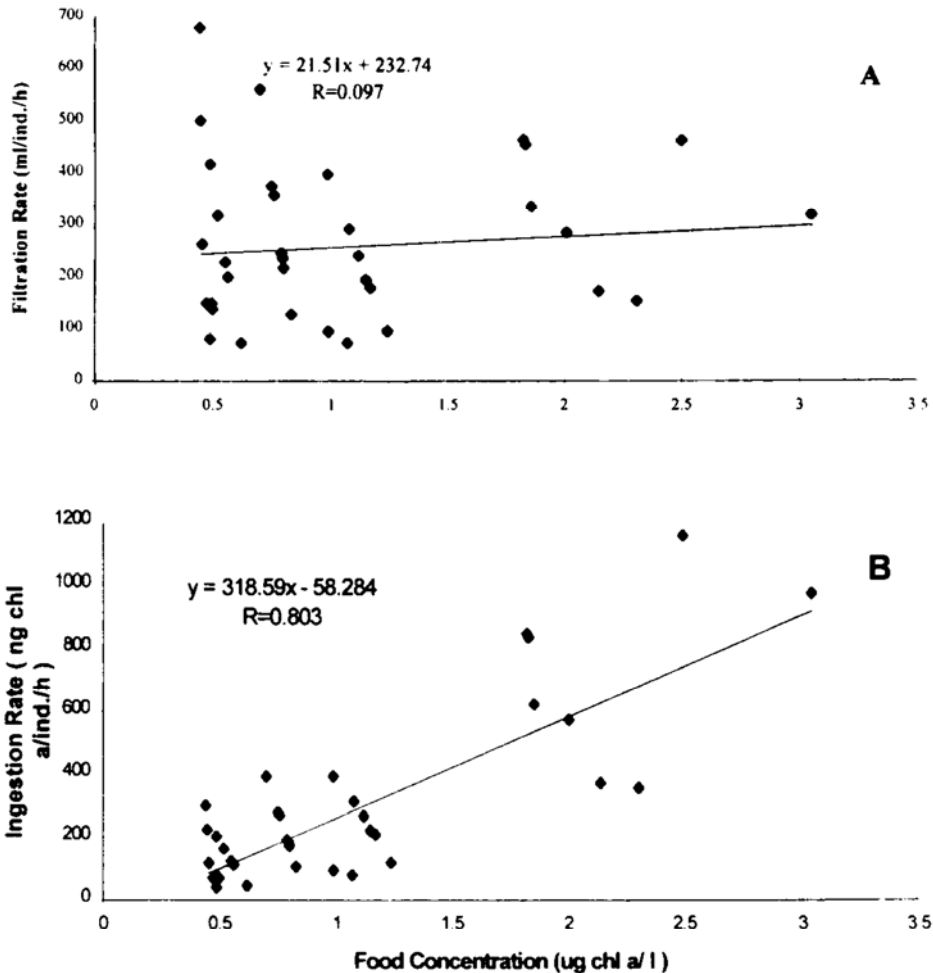 700
600
500
400
300
200
100
0
Filtration Rate (ml/ind./h)
y = 21.51x + 232.74
R=0.097
A
0 0.5 1 1.5 2 2.5 3 3.5
1200
1000
800
600
400
200
0
Ingestion Rate ( ng chl
a/ind./h )
y = 318.59x - 58.284
R=0.803
B
0 0.5 1 1.5 2 2.5 3 3.5
Food Concentration (ug chl a/ l )